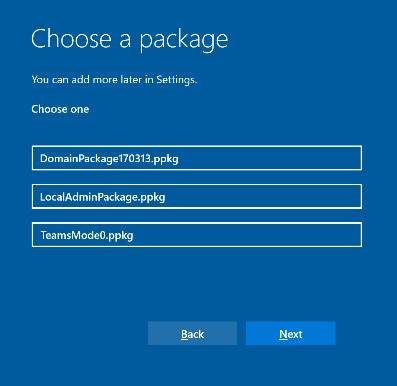 Choose a package
You can add more later in Settings.
Choose one
DomainPackage170313.ppkg
LocalAdminPackage.ppkg
TeamsMode0.ppkg
Back
Next